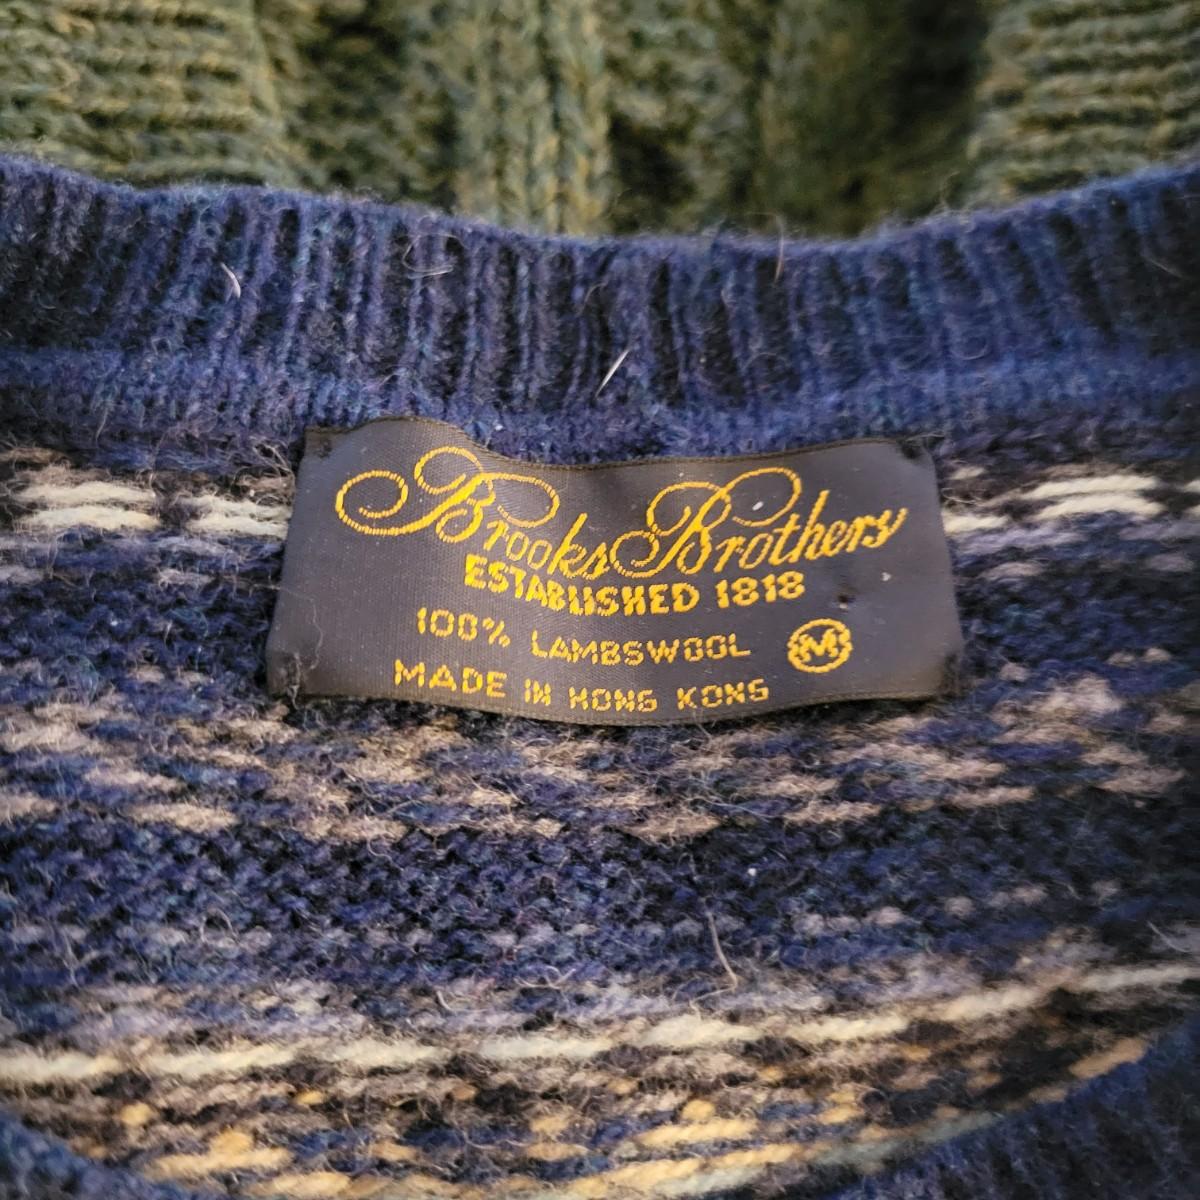 Brooks Brothers
ESTABLISHED 1818
100% LAMBSWOOL M
MADE IN HONG KONG